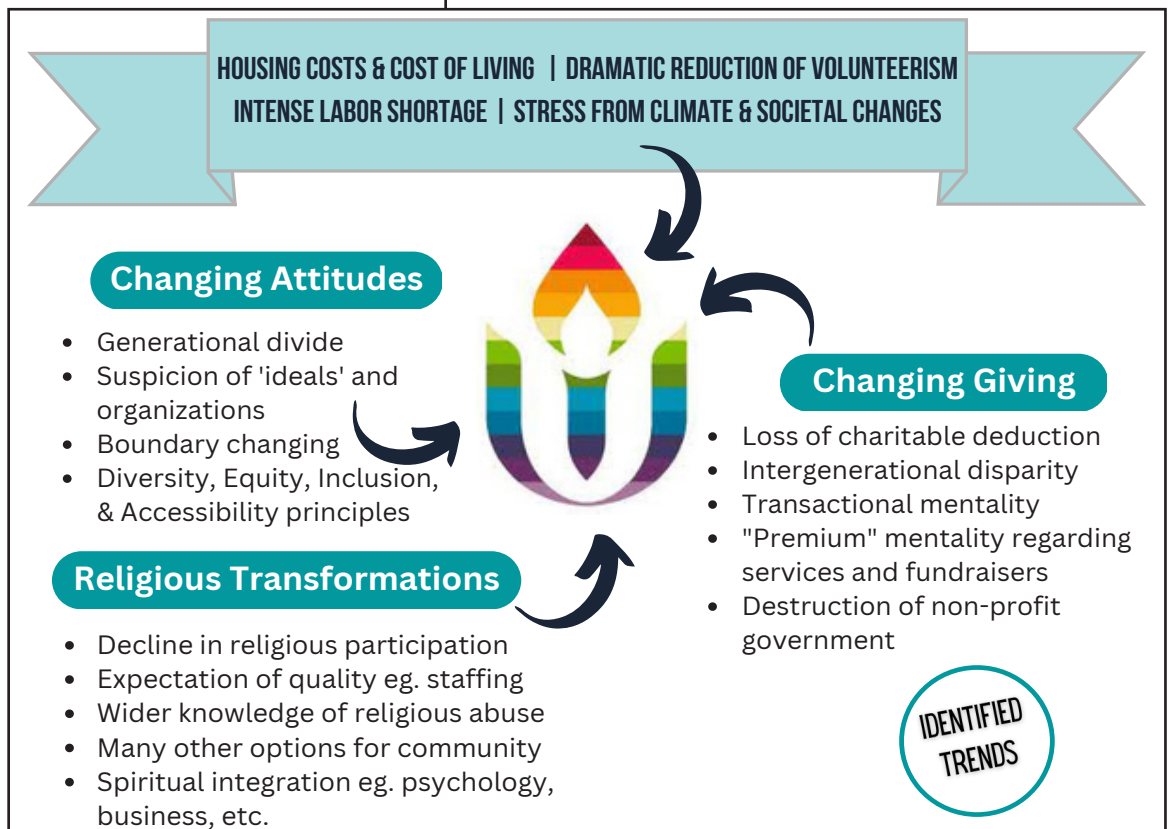 HOUSING COSTS & COST OF LIVING | DRAMATIC REDUCTION OF VOLUNTEERISM
INTENSE LABOR SHORTAGE | STRESS FROM CLIMATE & SOCIETAL CHANGES
Changing Attitudes
• Generational divide
• Suspicion of 'ideals' and
organizations
• Boundary changing
• Diversity, Equity, Inclusion,
& Accessibility principles
Changing Giving
• Loss of charitable deduction
• Intergenerational disparity
• Transactional mentality
• "Premium" mentality regarding
services and fundraisers
• Destruction of non-profit
government
Religious Transformations
• Decline in religious participation
• Expectation of quality eg. staffing
• Wider knowledge of religious abuse
• Many other options for community
• Spiritual integration eg. psychology,
business, etc.
IDENTIFIED
TRENDS